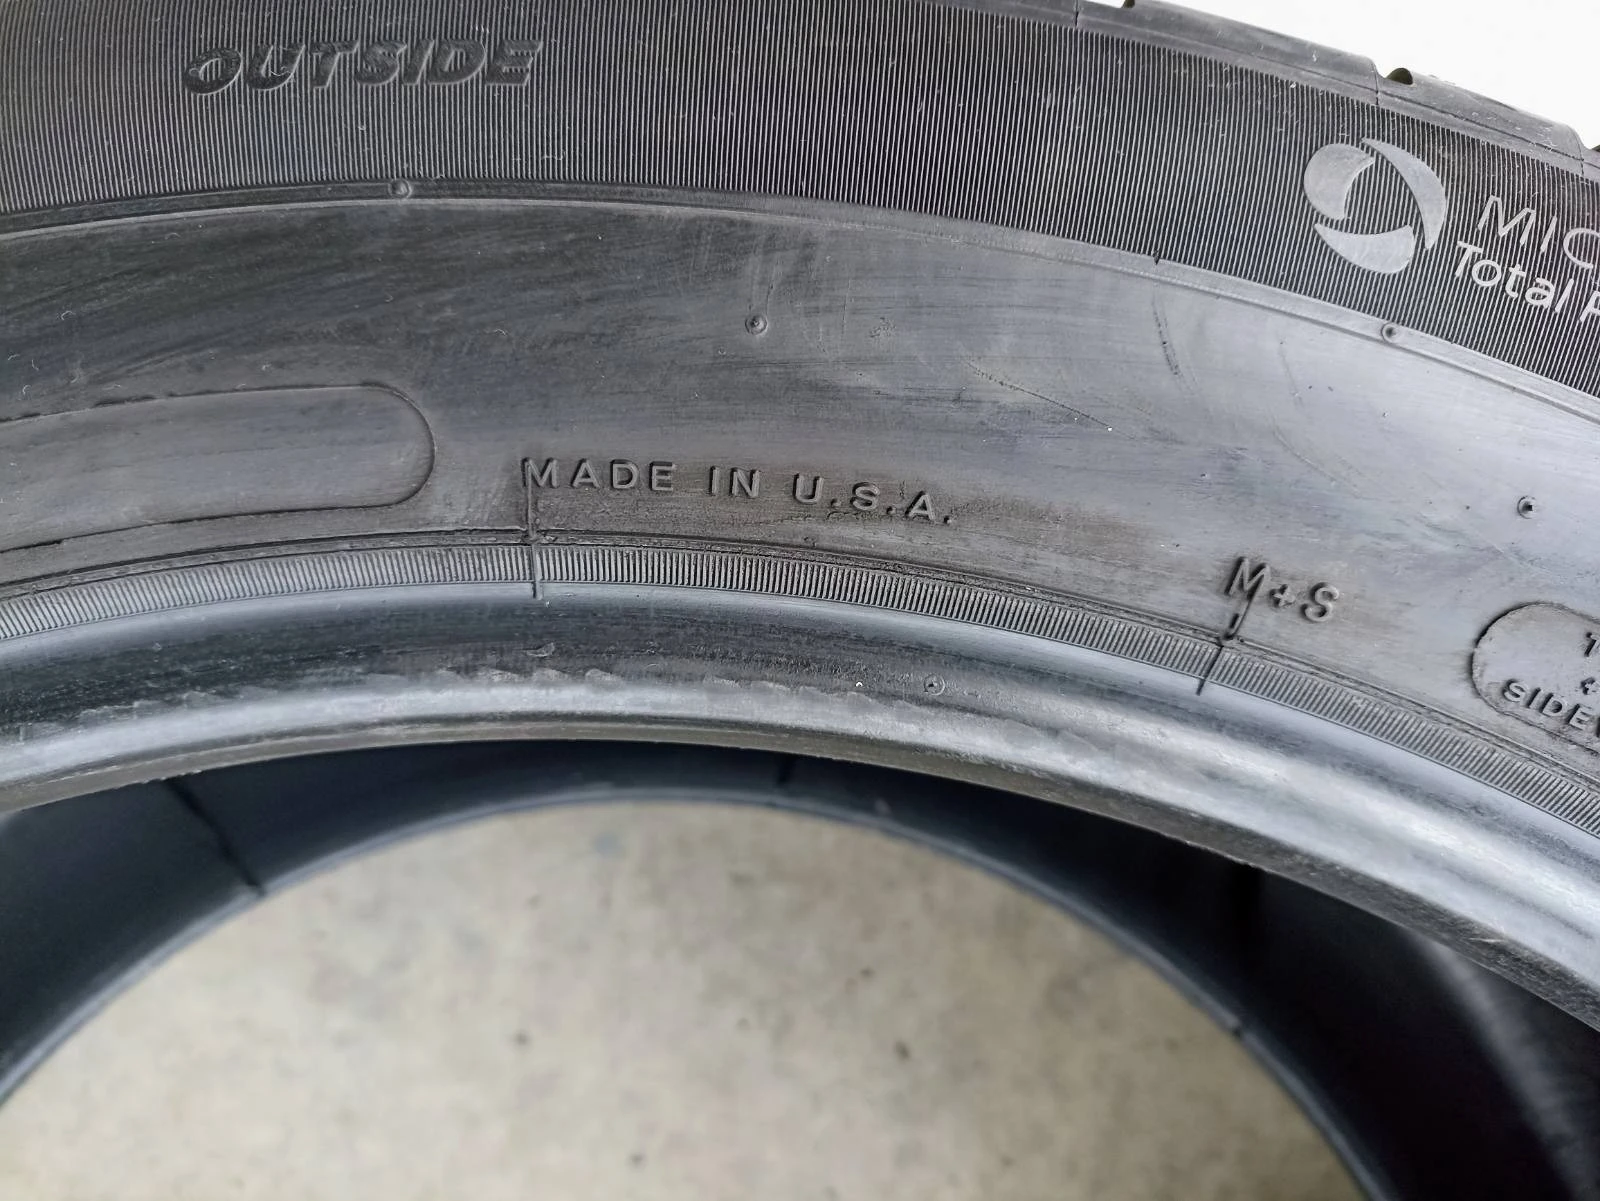 OUTSIDE
Total
MADE IN U.S.A.
M+S